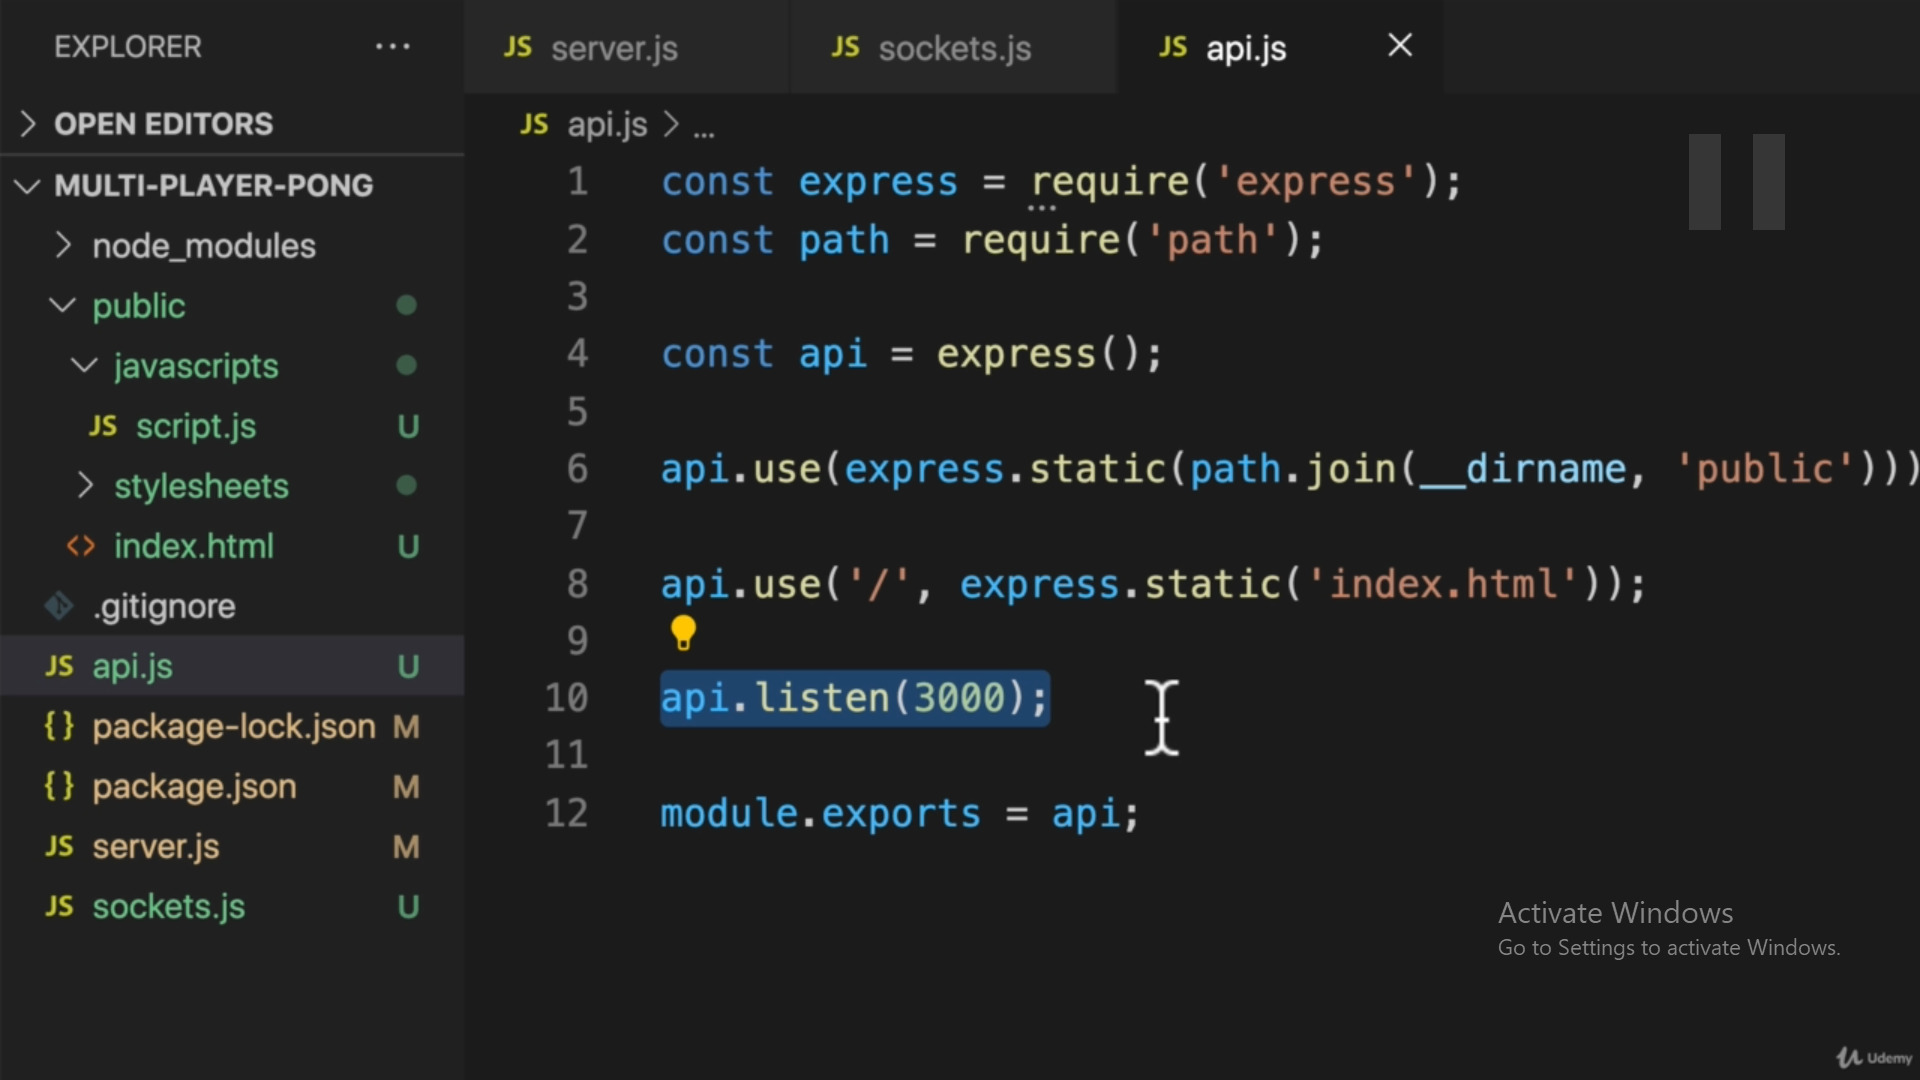 EXPLORER ...
OPEN EDITORS
MULTI-PLAYER-PONG
node_modules
public
javascripts
JS script.js U
stylesheets
<> index.html U
.gitignore
JS api.js U
{} package-lock.json M
{} package.json M
JS server.js M
JS sockets.js U
JS server.js JS sockets.js JS api.js
JS api.js > ...
1 const express = require('express');
2 const path = require('path');
3
4 const api = express();
5
6 api.use(express.static(path.join(__dirname, 'public')))
7
8 api.use('/', express.static('index.html'));
9
10 api.listen(3000);
11
12 module.exports = api;
Activate Windows
Go to Settings to activate Windows.
Udemy